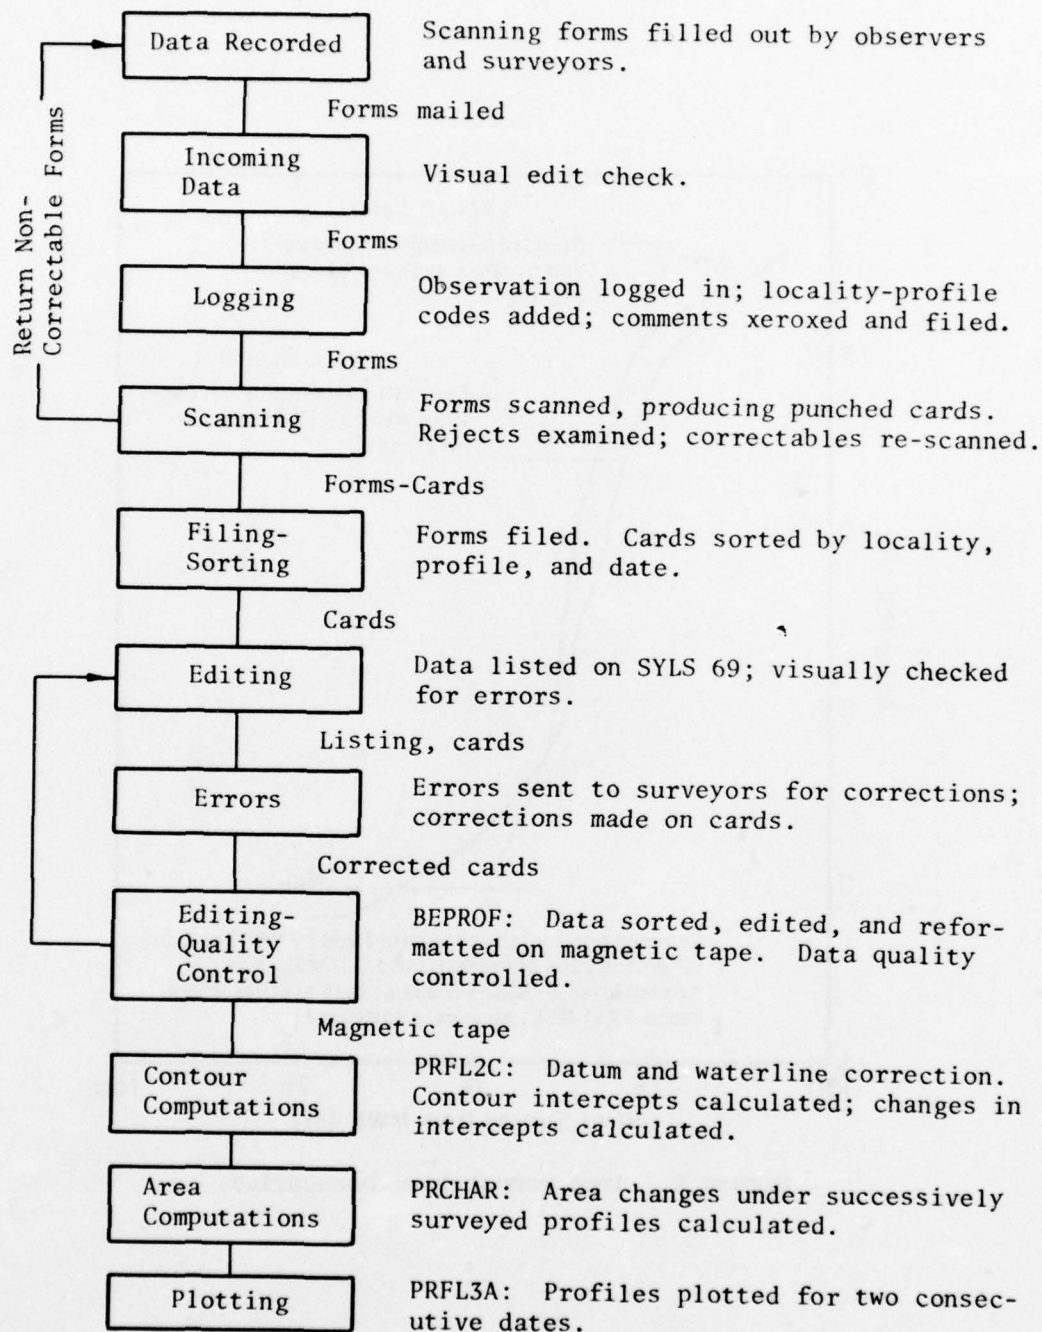 Data Recorded
Scanning forms filled out by observers
and surveyors.
Forms mailed
Incoming
Data
Visual edit check.
Forms
Logging
Observation logged in; locality-profile
codes added; comments xeroxed and filed.
Forms
Return Non-
Correctable Forms
Scanning
Forms scanned, producing punched cards.
Rejects examined; correctables re-scanned.
Forms-Cards
Filing-
Sorting
Forms filed. Cards sorted by locality,
profile, and date.
Cards
Editing
Data listed on SYLS 69; visually checked
for errors.
Listing, cards
Errors
Errors sent to surveyors for corrections;
corrections made on cards.
Corrected cards
Editing-
Quality
Control
BEPROF: Data sorted, edited, and refor-
matted on magnetic tape. Data quality
controlled.
Magnetic tape
Contour
Computations
PRFL2C: Datum and waterline correction.
Contour intercepts calculated; changes in
intercepts calculated.
Area
Computations
PRCHAR: Area changes under successively
surveyed profiles calculated.
Plotting
PRFL3A: Profiles plotted for two consec-
utive dates.